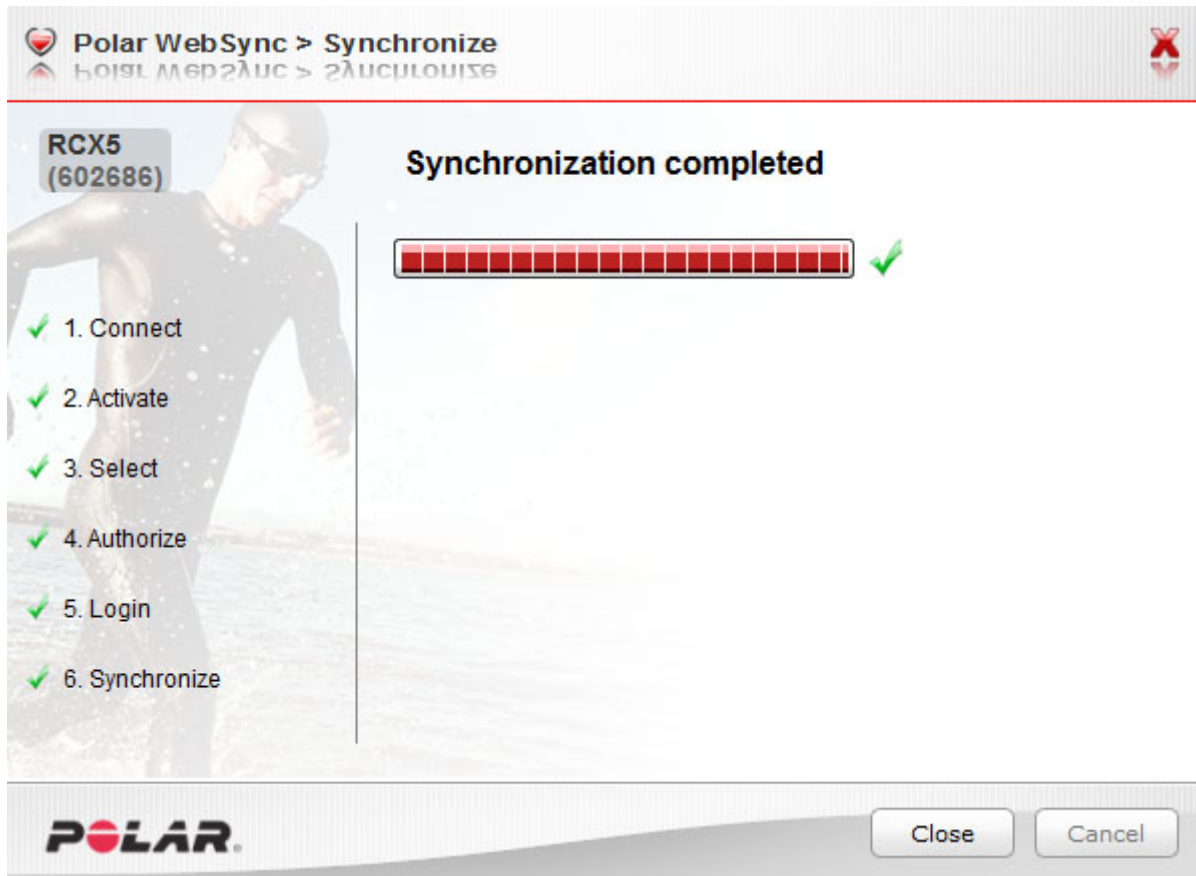 Polar WebSync > Synchronize
RCX5
(602686)
Synchronization completed
1. Connect
2. Activate
3. Select
4. Authorize
5. Login
6. Synchronize
POLAR.
Close
Cancel